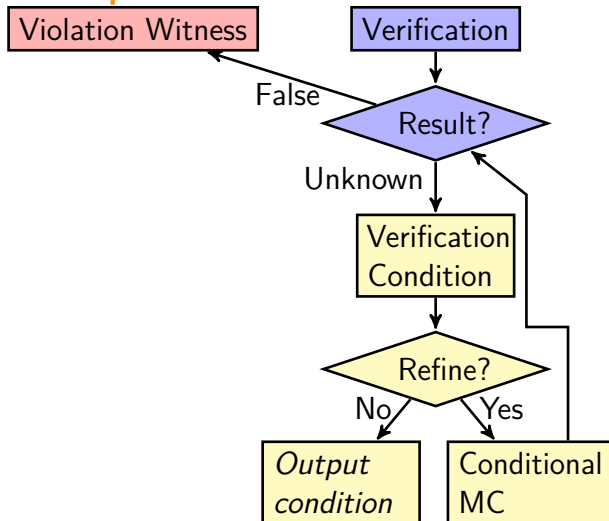 Violation Witness
Verification
False
Result?
Unknown
Verification
Condition
Refine?
No
Yes
Output
condition
Conditional
MC